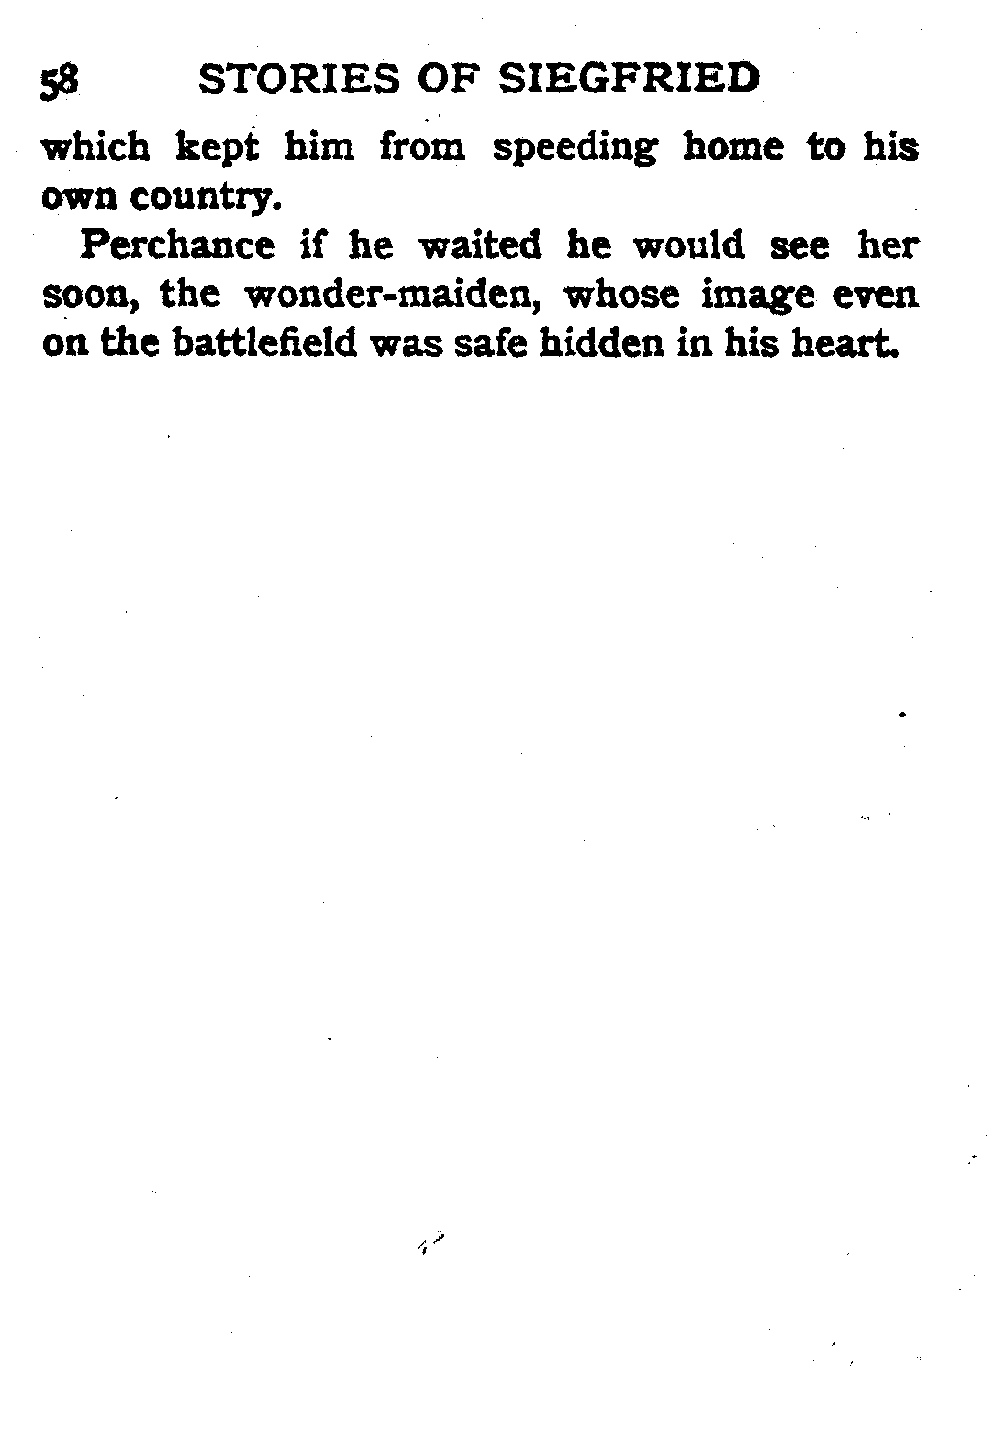 58 STORIES OF SIEGFRIED
which kept him from speeding home to his
own country.
Perchance if he waited he would see her
soon, the wonder-maiden, whose image even
on the battlefield was safe hidden in his heart.